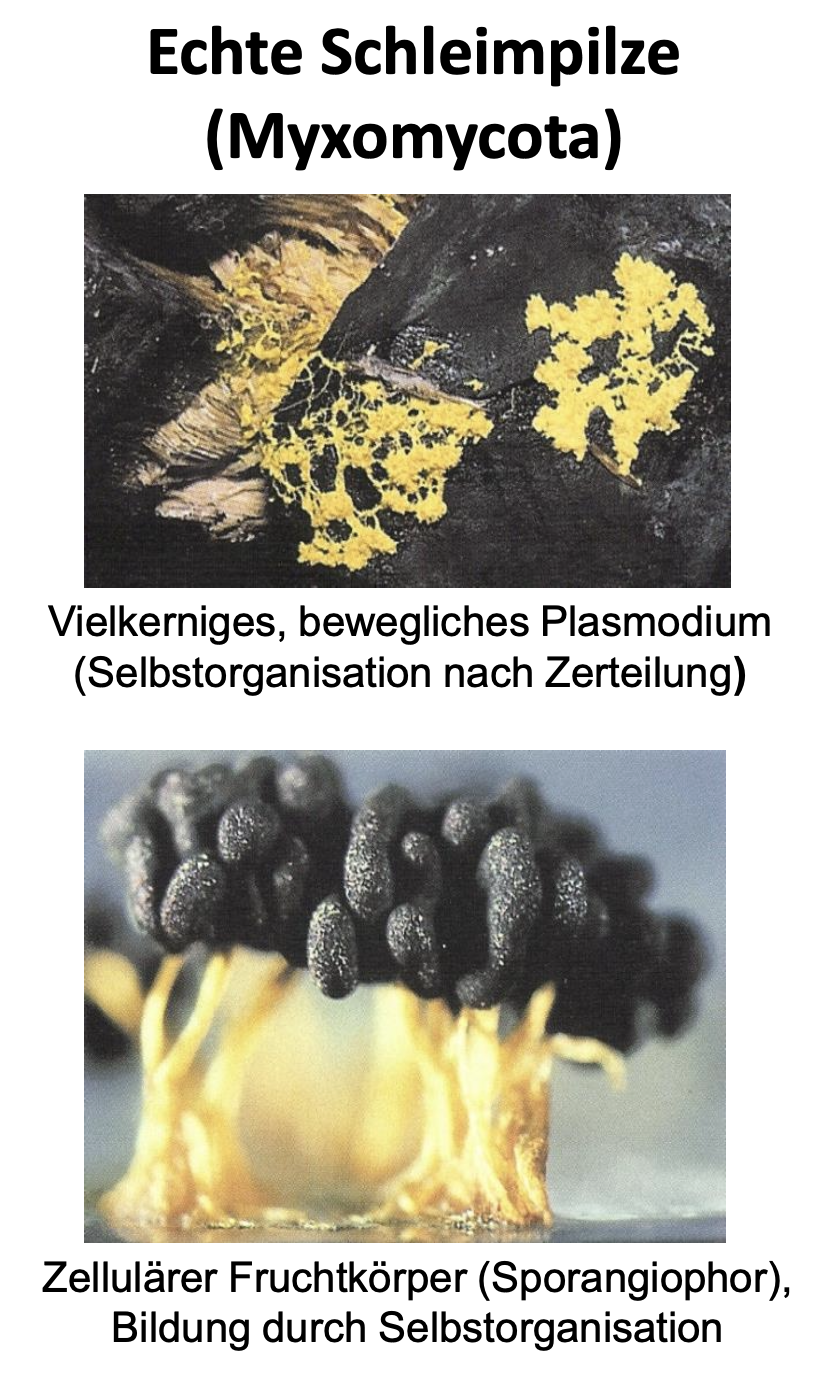 Echte Schleimpilze
(Myxomycota)
Vielkerniges, bewegliches Plasmodium
(Selbstorganisation nach Zerteilung)
Zellulärer Fruchtkörper (Sporangiophor),
Bildung durch Selbstorganisation